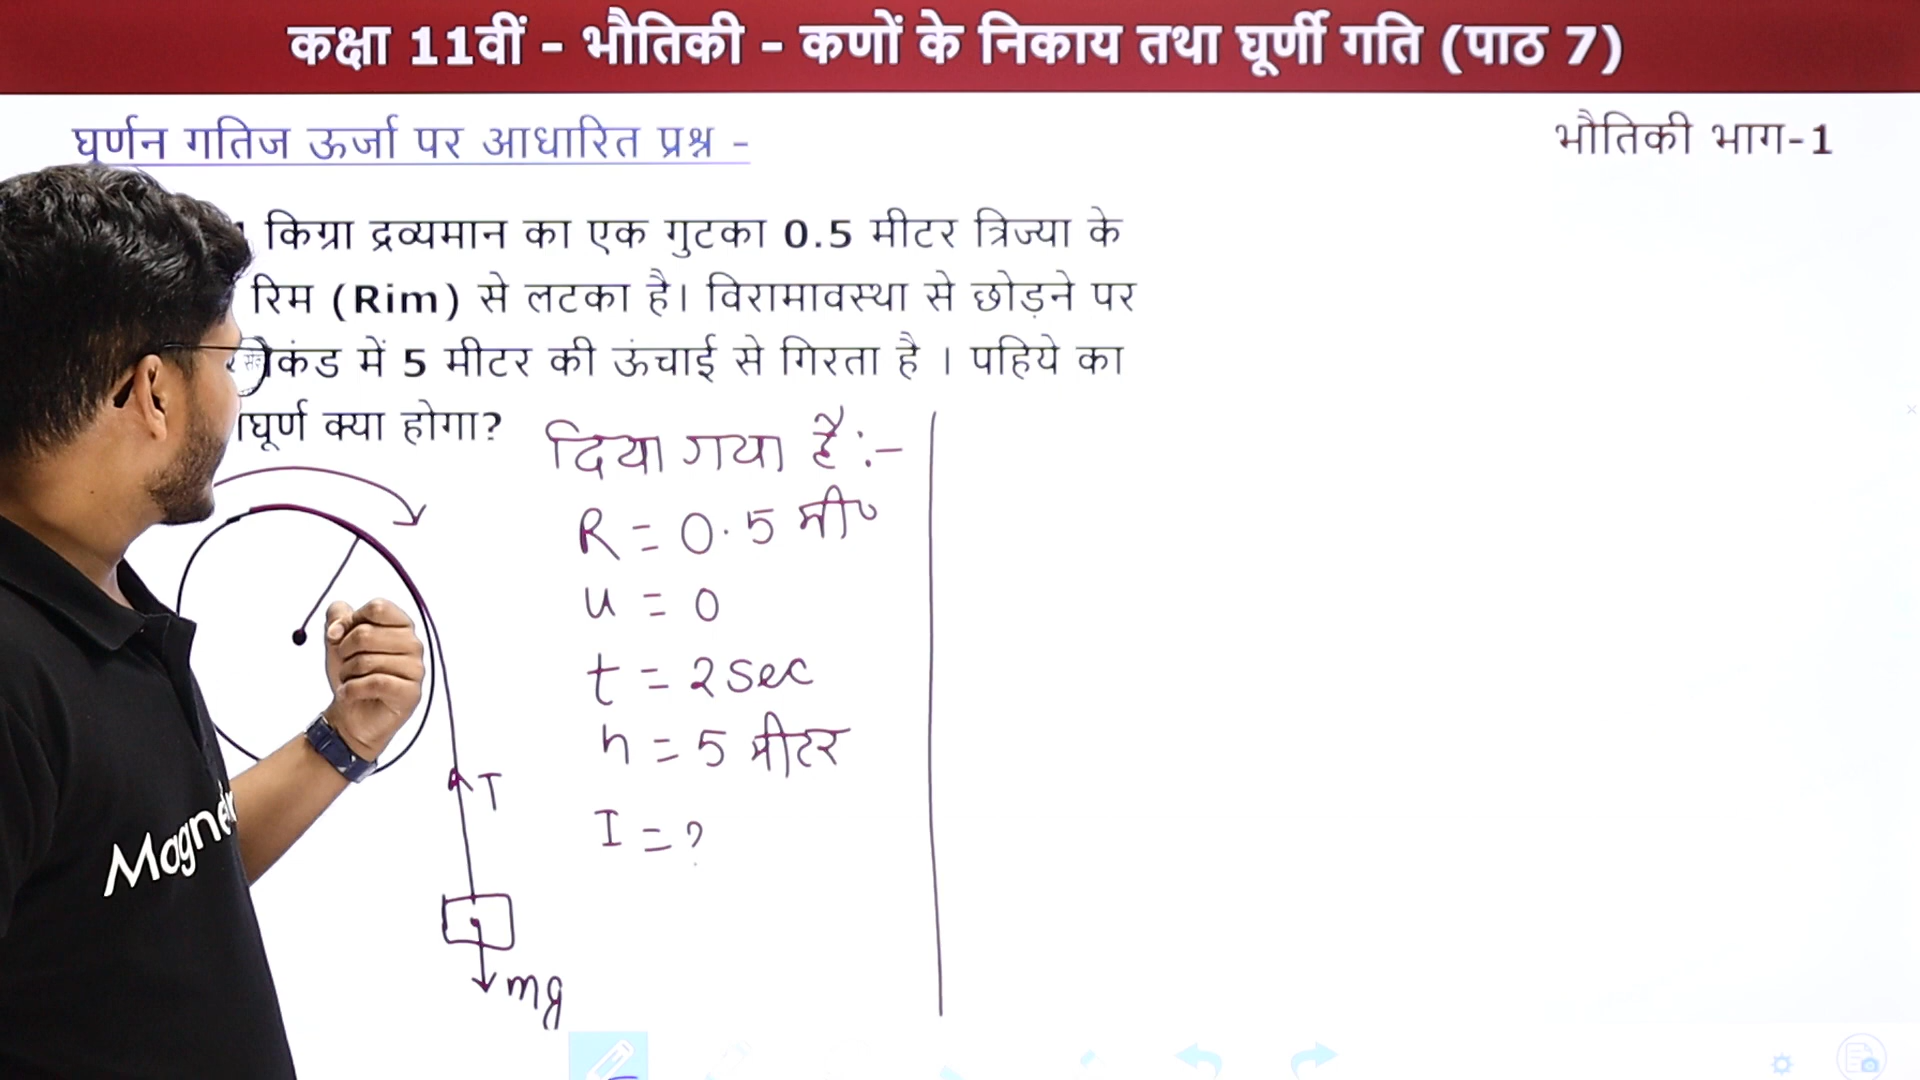 कक्षा 11वीं - भौतिकी - कणों के निकाय तथा घूर्णी गति (पाठ 7)
घूर्णन गतिज ऊर्जा पर आधारित प्रश्न -
भौतिकी भाग-1
किग्रा द्रव्यमान का एक गुटका 0.5 मीटर त्रिज्या के
रिम (Rim) से लटका है। विरामावस्था से छोड़ने पर
में 5 मीटर की ऊंचाई से गिरता है । पहिये का
क्या होगा?
दिया गया है :-
R = 0.5 मी०
u = 0
t = 2 sec
h = 5 मीटर
I = ?
T
mg